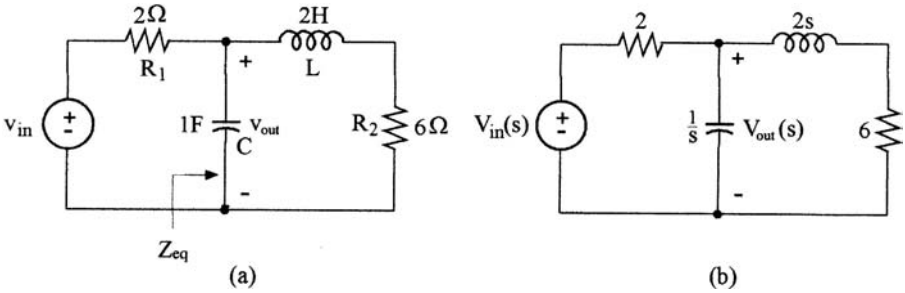 2Ω
2H
R1
+
L
vin
+
-
1F
vout
C
R2
6Ω
-
Zeq
(a)
2
2s
+
Vin(s)
+
-
1/s
Vout(s)
6
-
(b)